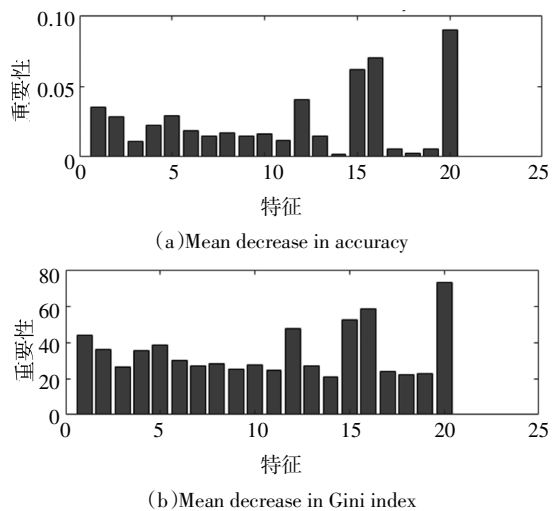 0.10
0.05
0
重要性
0 5 10 15 20 25
特征
(a)Mean decrease in accuracy
80
60
40
20
0
重要性
0 5 10 15 20 25
特征
(b)Mean decrease in Gini index